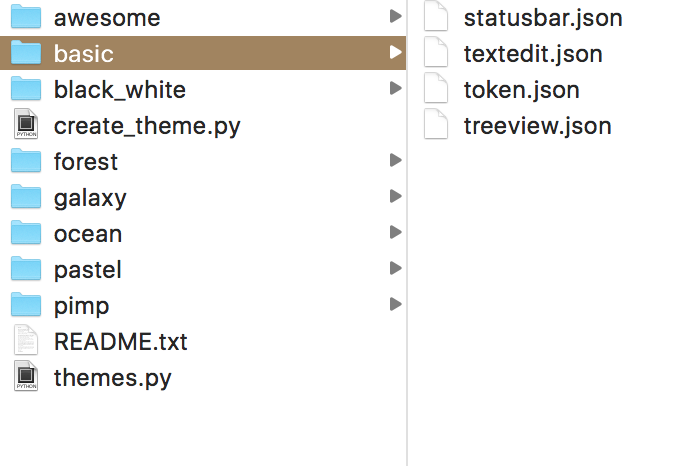 awesome
basic
black_white
create_theme.py
forest
galaxy
ocean
pastel
pimp
README.txt
themes.py
statusbar.json
textedit.json
token.json
treeview.json
PYTHON
PYTHON